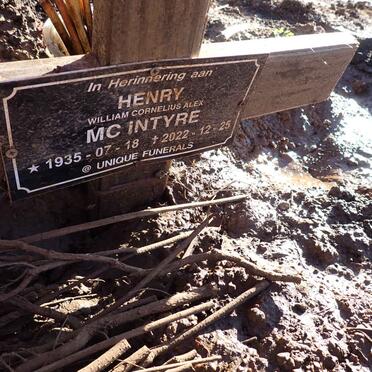 In Herinnering aan
HENRY
WILLIAM CORNELIUS ALEX
MC INTYRE
★ 1935-07-18 ✝ 2022-12-25
@ UNIQUE FUNERALS